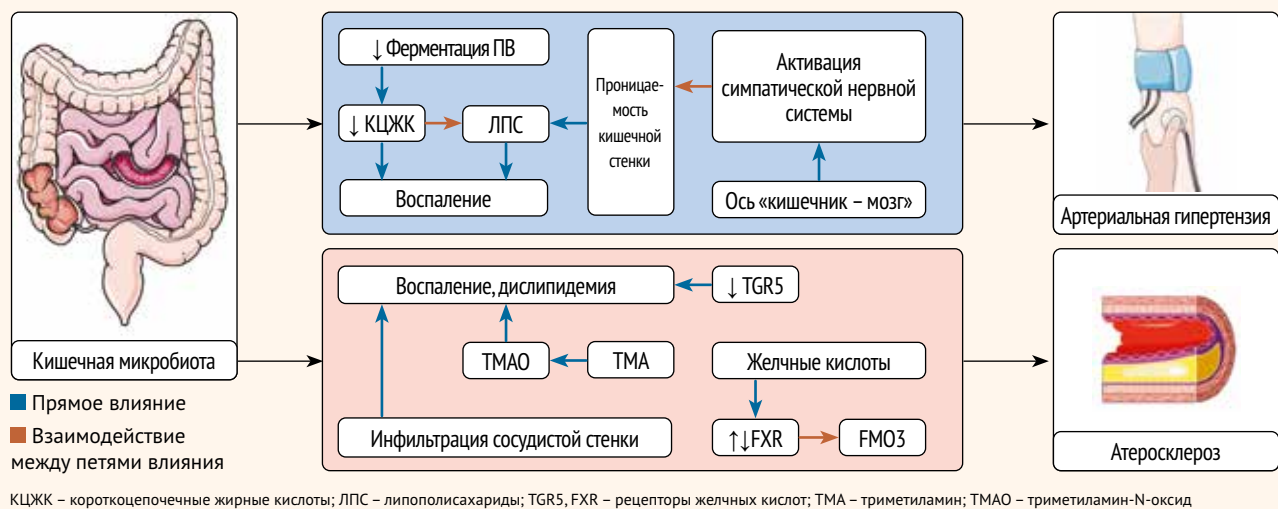 ↓ Ферментация ПВ
↓ КЦЖК
ЛПС
Воспаление
Проницае-
мость
кишечной
стенки
Активация
симпатической нервной
системы
Ось «кишечник – мозг»
Артериальная гипертензия
Кишечная микробиота
Воспаление, дислипидемия
↓ TGR5
TMAO
TMA
Инфильтрация сосудистой стенки
Желчные кислоты
↑↓FXR
FMO3
Атеросклероз
Прямое влияние
Взаимодействие
между петями влияния
КЦЖК – короткоцепочечные жирные кислоты; ЛПС – липополисахариды; TGR5, FXR – рецепторы желчных кислот; ТМА – триметиламин; ТМАО – триметиламин-N-оксид